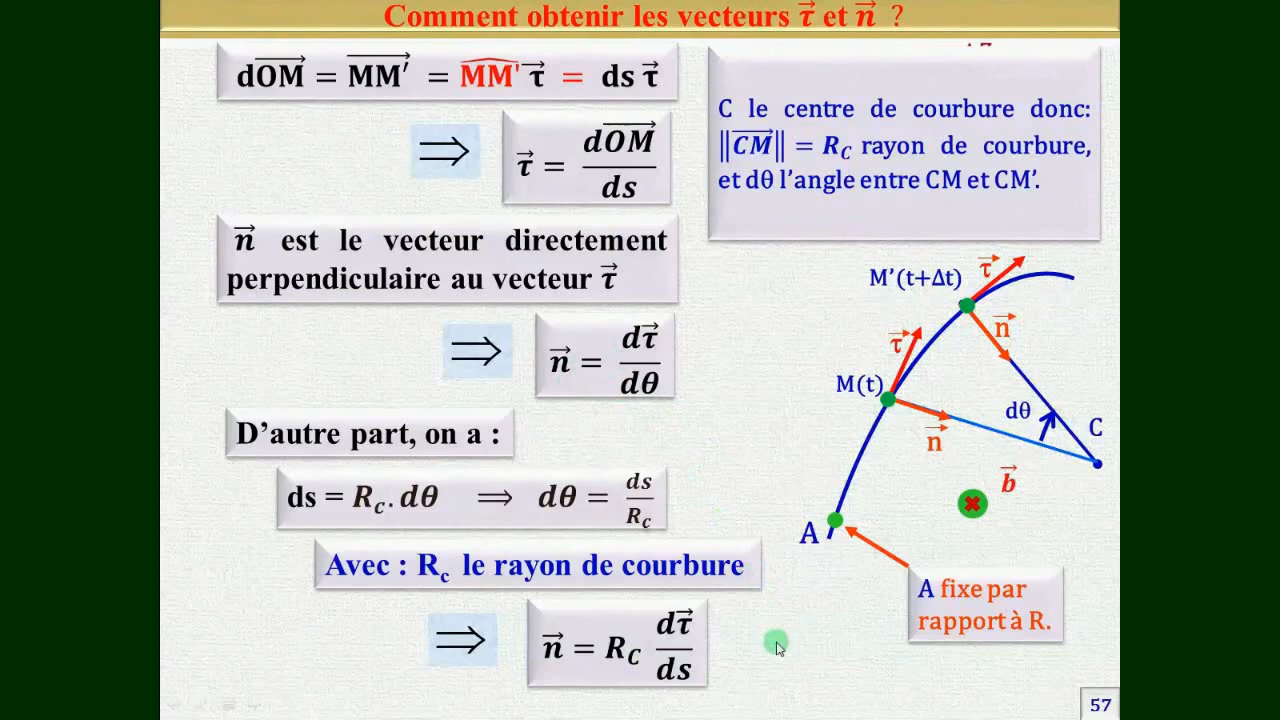 Comment obtenir les vecteurs τ⃗ et n⃗ ?
dOM⃗ = MM′⃗ = MM' τ⃗ = ds τ⃗
⟹ τ⃗ = dOM⃗ / ds
n⃗ est le vecteur directement
perpendiculaire au vecteur τ⃗
⟹ n⃗ = dτ⃗ / dθ
D'autre part, on a :
ds = R_c. dθ ⟹ dθ = ds / R_c
Avec : R_c le rayon de courbure
⟹ n⃗ = R_C dτ⃗ / ds
C le centre de courbure donc:
‖CM⃗‖ = R_C rayon de courbure,
et dθ l'angle entre CM et CM'.
M'(t+Δt)
τ⃗
n⃗
τ⃗
M(t)
n⃗
dθ
C
b⃗
A
A fixe par
rapport à R.
57